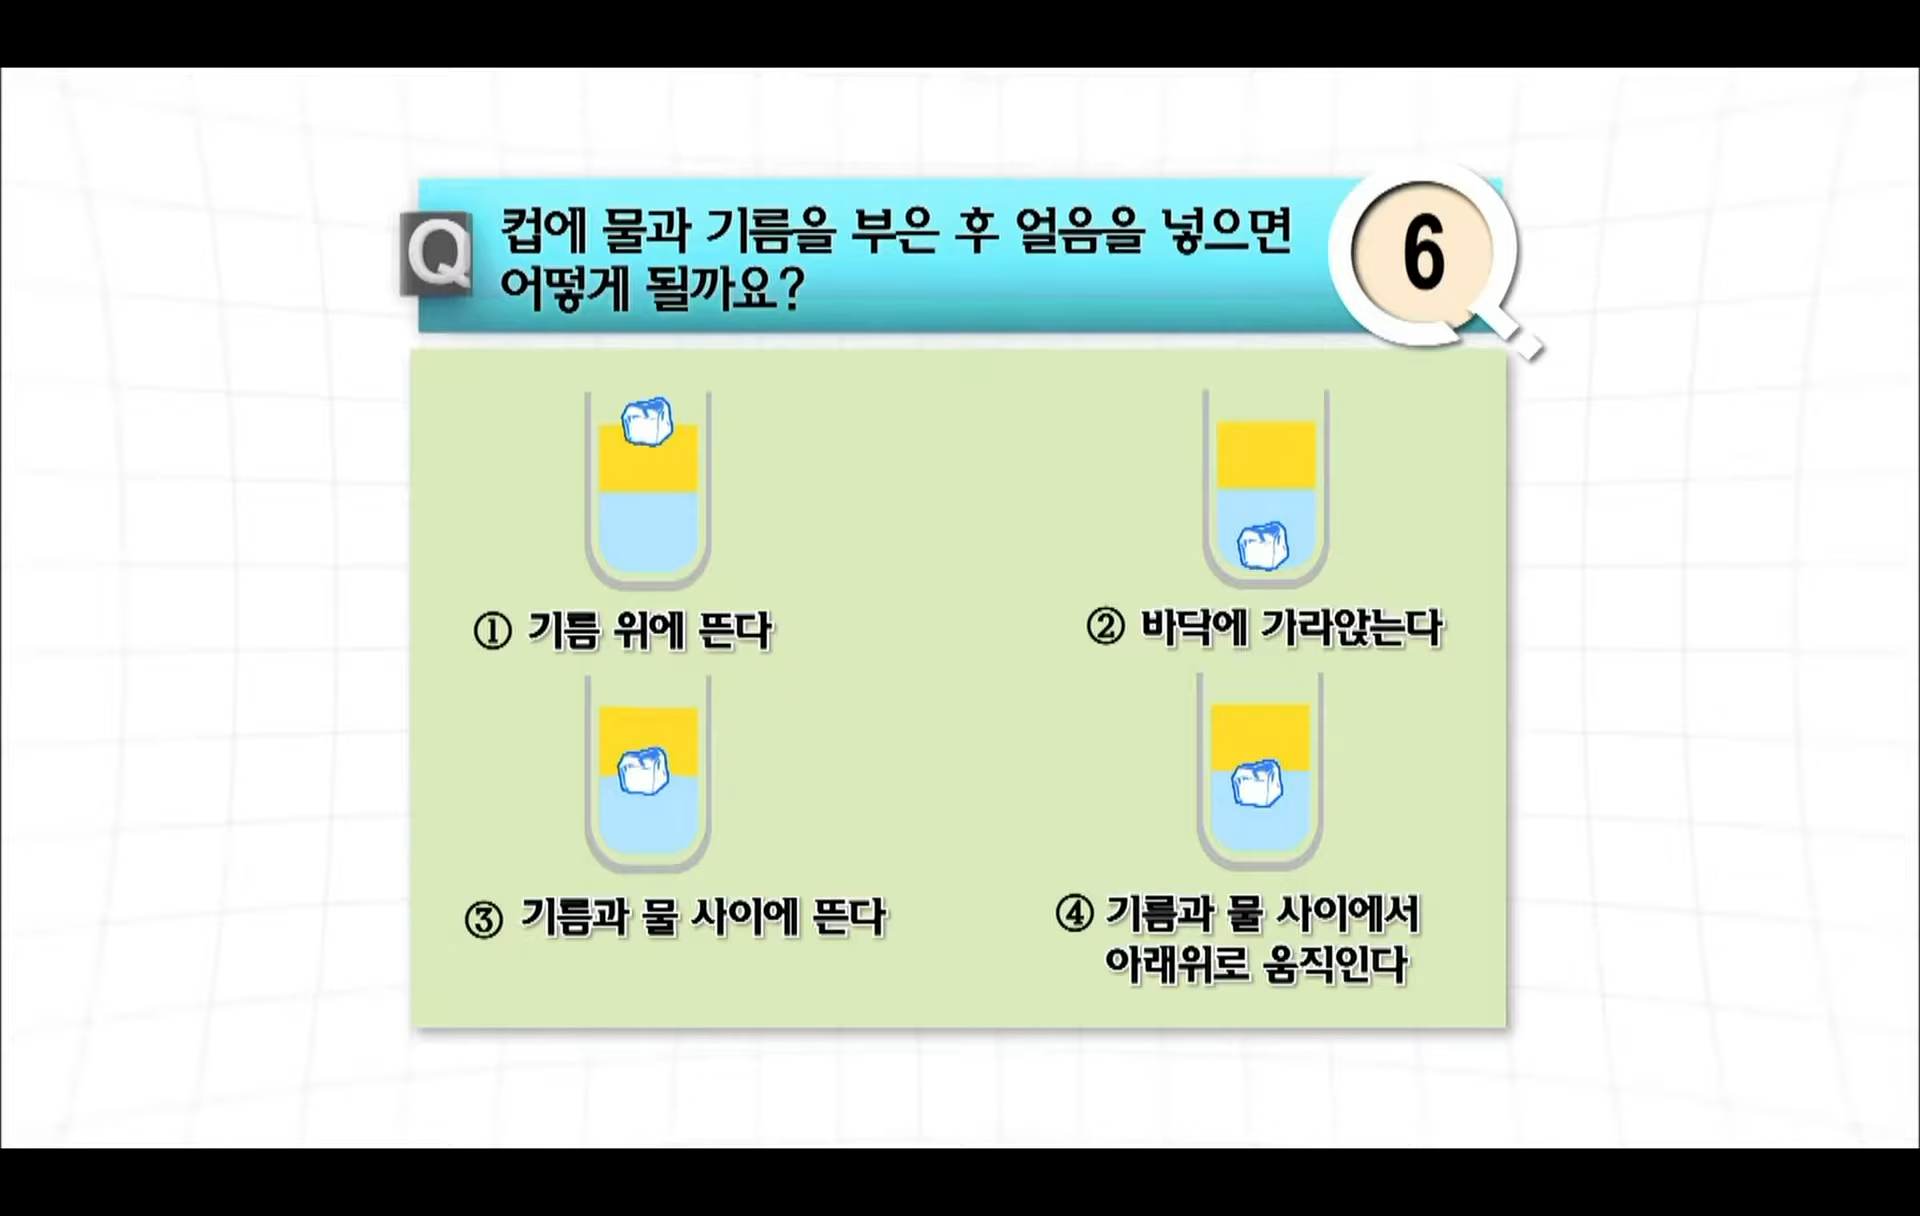 Q
컵에 물과 기름을 부은 후 얼음을 넣으면
어떻게 될까요?
6
① 기름 위에 뜬다
② 바닥에 가라앉는다
③ 기름과 물 사이에 뜬다
④ 기름과 물 사이에서
아래위로 움직인다